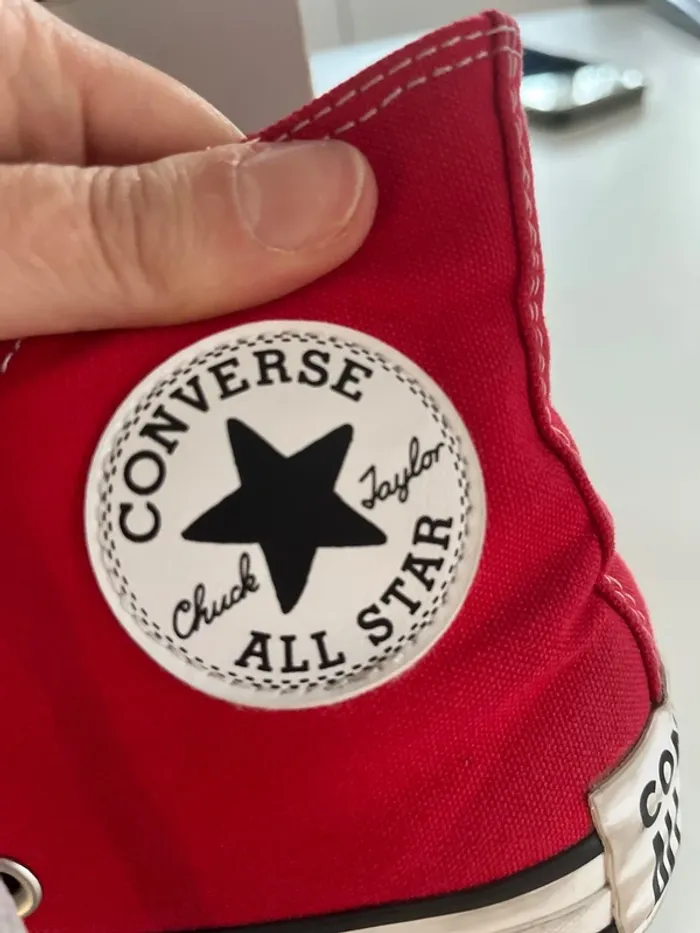 CONVERSE
Chuck Taylor
ALL STAR